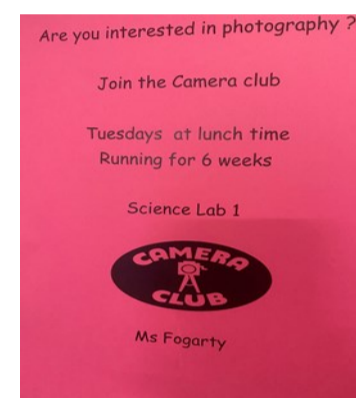 Are you interested in photography ?
Join the Camera club
Tuesdays at lunch time
Running for 6 weeks
Science Lab 1
CAMERA
CLUB
Ms Fogarty